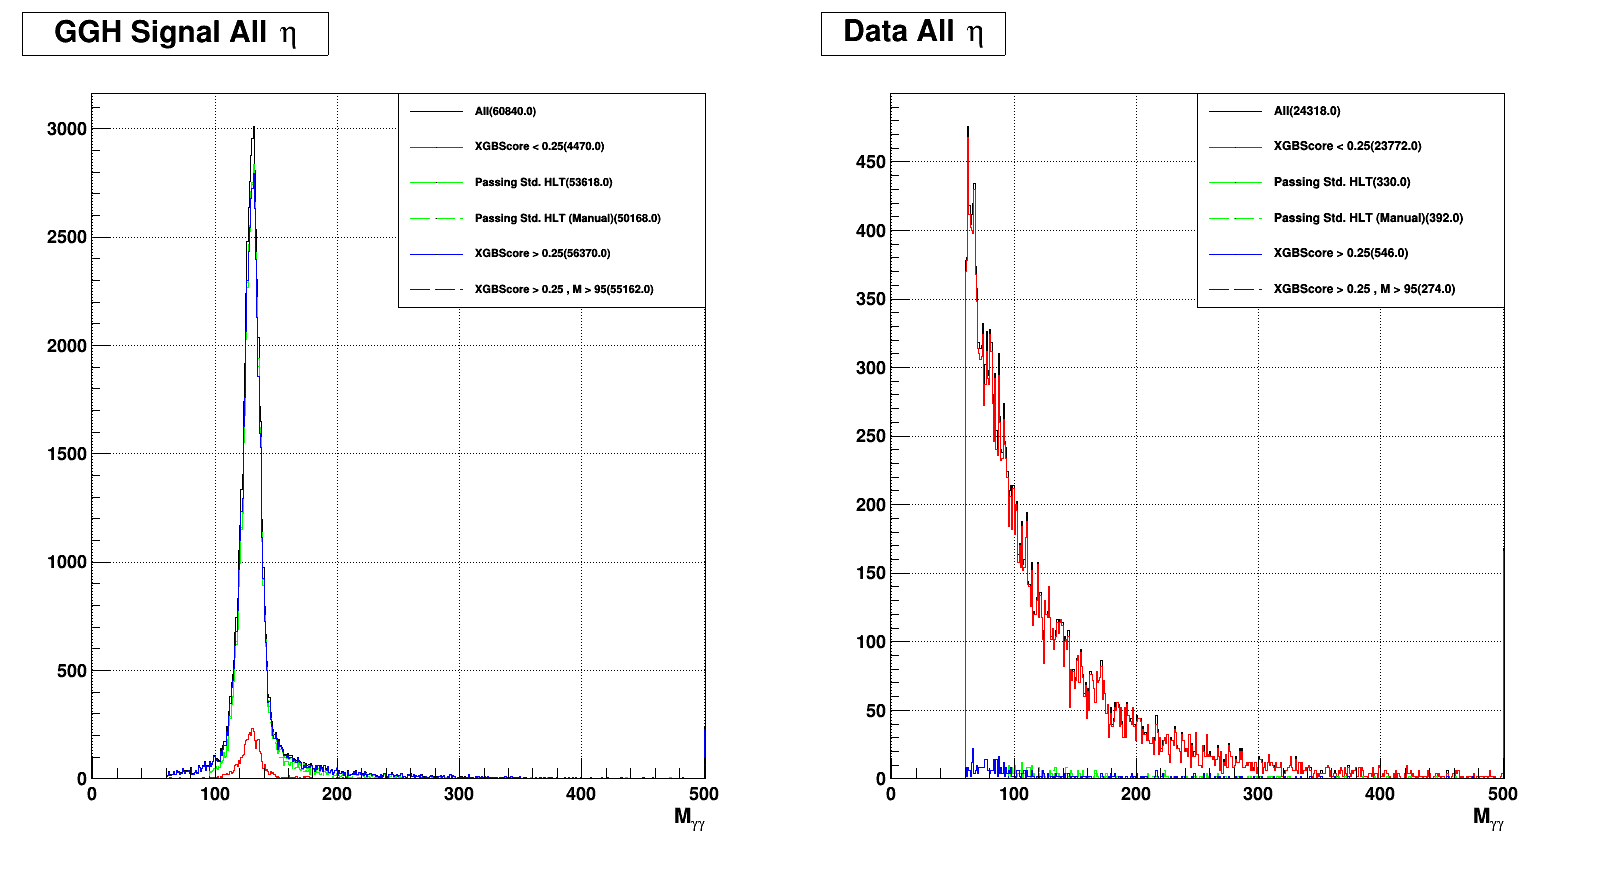 GGH Signal All η
3000
2500
2000
1500
1000
500
0
0 100 200 300 400 500
Mγγ
All(60840.0)
XGBScore < 0.25(4470.0)
Passing Std. HLT(53618.0)
Passing Std. HLT (Manual)(50168.0)
XGBScore > 0.25(56370.0)
XGBScore > 0.25 , M > 95(55162.0)
Data All η
450
400
350
300
250
200
150
100
50
0
0 100 200 300 400 500
Mγγ
All(24318.0)
XGBScore < 0.25(23772.0)
Passing Std. HLT(330.0)
Passing Std. HLT (Manual)(392.0)
XGBScore > 0.25(546.0)
XGBScore > 0.25 , M > 95(274.0)